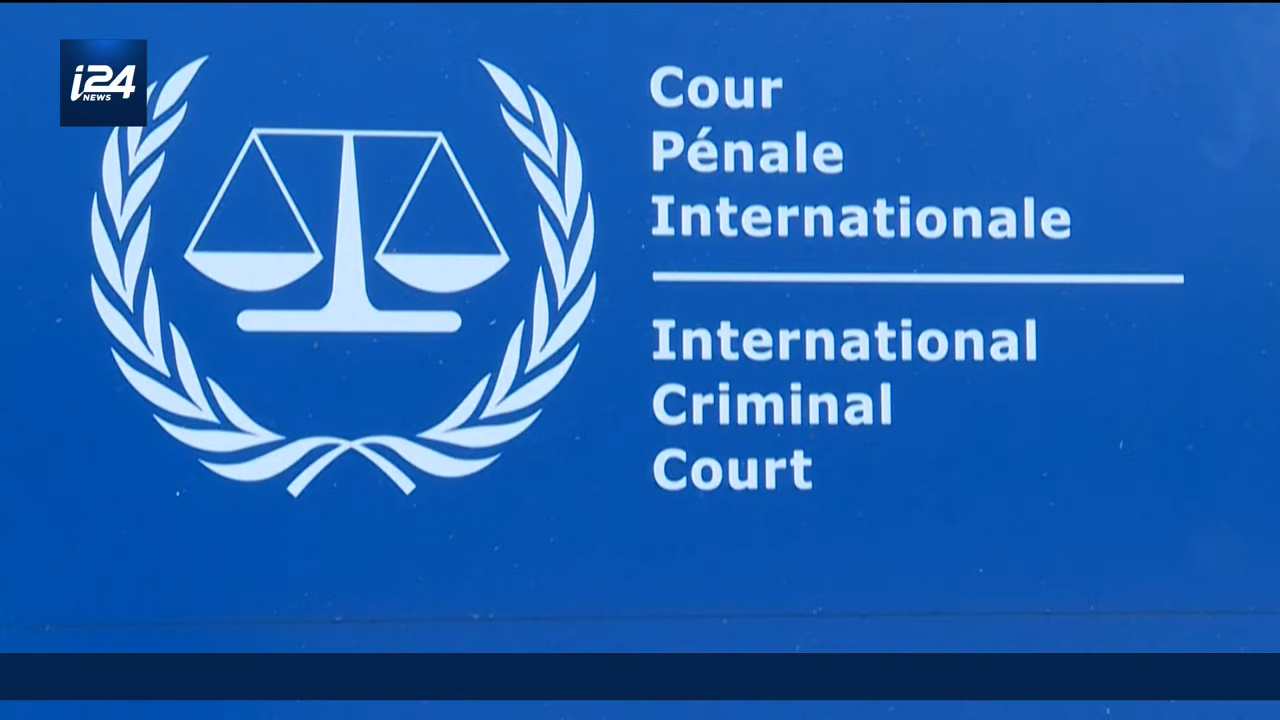 i24
NEWS
Cour
Pénale
Internationale
International
Criminal
Court